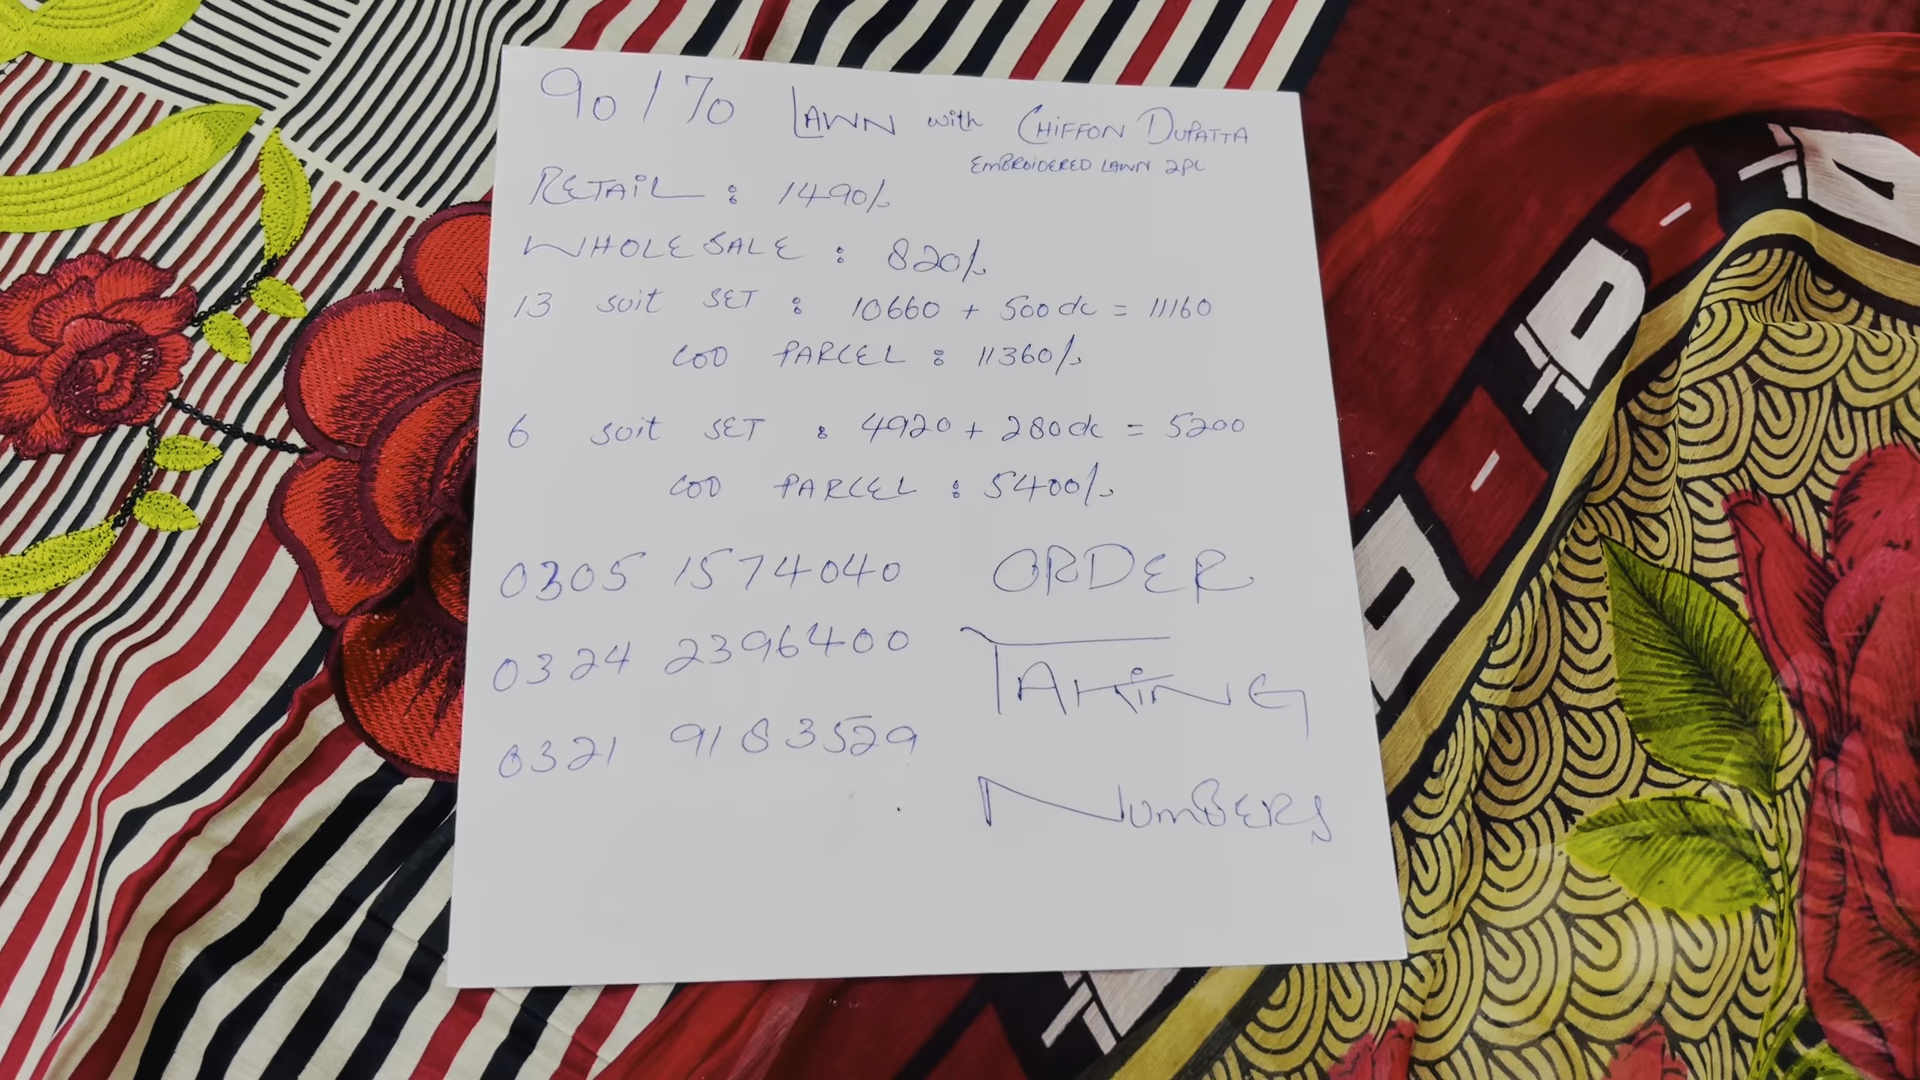 90/70 LAWN with CHIFFON DUPATTA
EMBROIDERED LAWN 2PC
RETAIL : 1490/-
WHOLESALE : 820/-
13 SUIT SET : 10660 + 500dc = 11160
COD PARCEL : 11360/-
6 SUIT SET : 4920 + 280dc = 5200
COD PARCEL : 5400/-
0305 1574040 ORDER
0324 2396400 TAKING
0321 9183529 NUMBERS